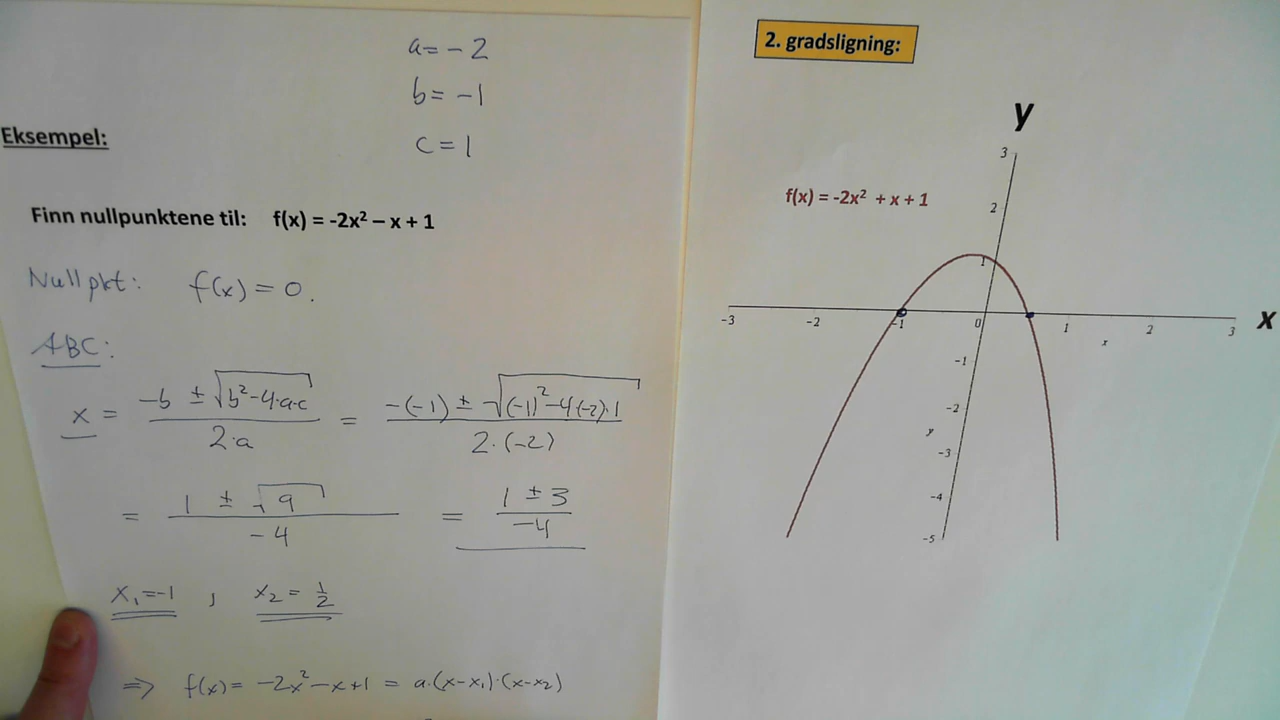 a = -2
b = -1
c = 1
Eksempel:
Finn nullpunktene til: f(x) = -2x² – x + 1
Nullpkt: f(x) = 0.
ABC:
x = (-b ± √(b²-4·a·c)) / (2·a) = (-(-1) ± √((-1)²-4(-2)·1)) / (2·(-2))
= (1 ± √9) / (-4) = (1 ± 3) / (-4)
x₁ = -1 , x₂ = 1/2
=> f(x) = -2x²-x+1 = a·(x-x₁)·(x-x₂)
2. gradsligning:
y
3
f(x) = -2x² + x + 1
2
1
-3 -2 -1 0 1 2 3 x
x
-1
-2
y
-3
-4
-5